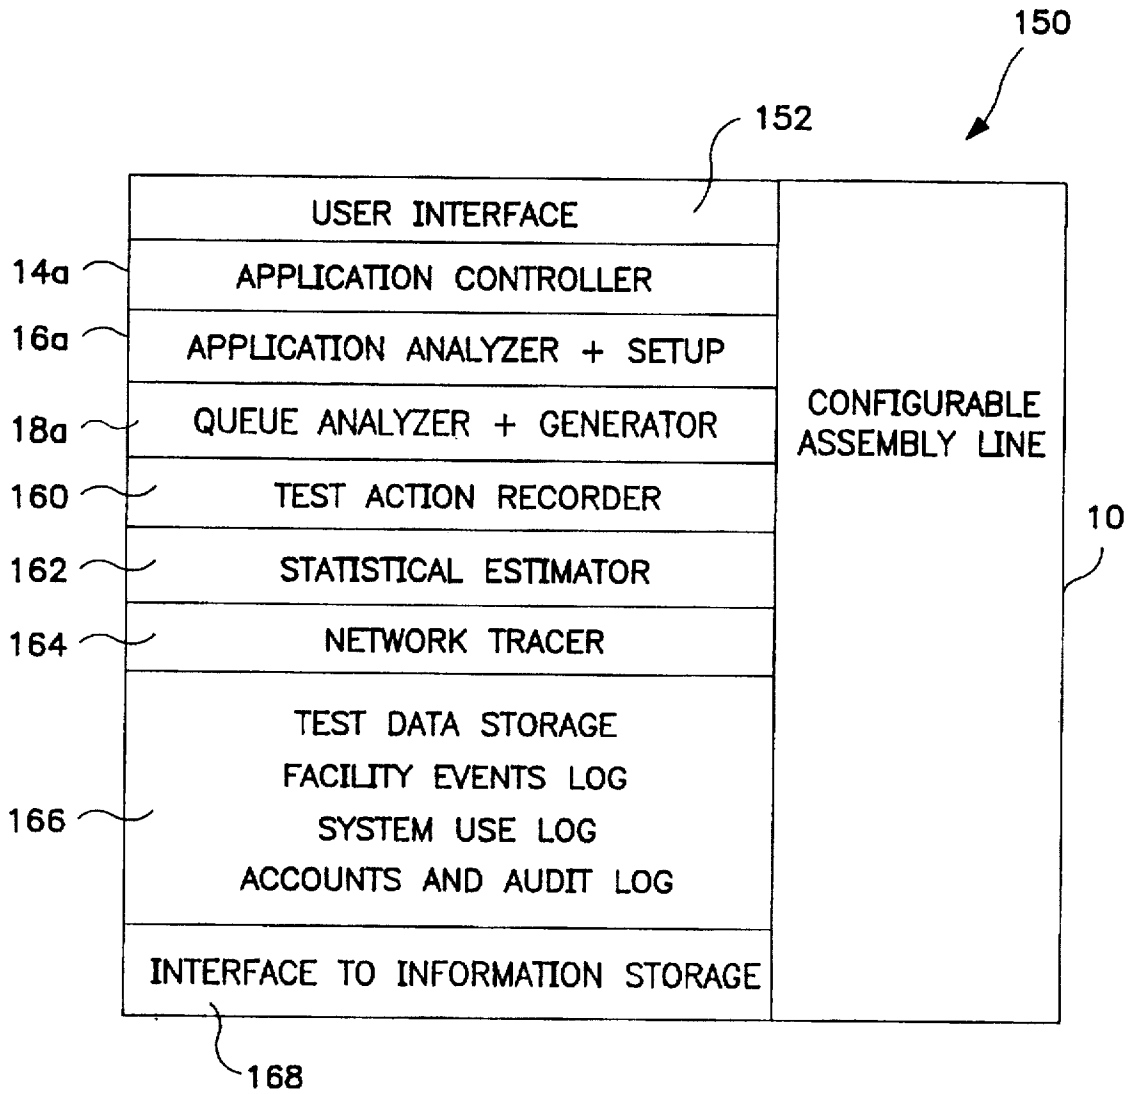 150
152
USER INTERFACE
14a
APPLICATION CONTROLLER
16a
APPLICATION ANALYZER + SETUP
18a
QUEUE ANALYZER + GENERATOR
160
TEST ACTION RECORDER
162
STATISTICAL ESTIMATOR
164
NETWORK TRACER
166
TEST DATA STORAGE
FACILITY EVENTS LOG
SYSTEM USE LOG
ACCOUNTS AND AUDIT LOG
INTERFACE TO INFORMATION STORAGE
168
CONFIGURABLE
ASSEMBLY LINE
10